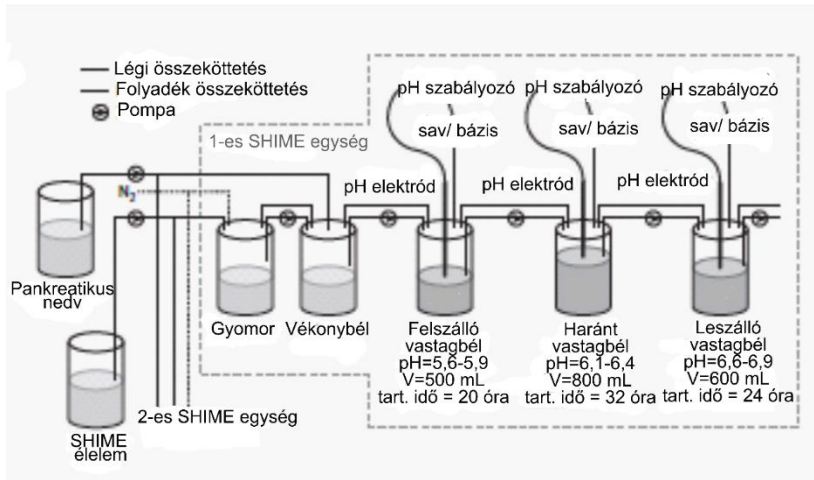 Légi összeköttetés
Folyadék összeköttetés
Pompa
1-es SHIME egység
pH szabályozó
sav/ bázis
pH szabályozó
sav/ bázis
pH szabályozó
sav/ bázis
pH elektród
pH elektród
pH elektród
N₂
Pankreatikus
nedv
Gyomor
Vékonybél
Felszálló
vastagbél
pH=5,6-5,9
V=500 mL
tart. idő = 20 óra
Haránt
vastagbél
pH=6,1-6,4
V=800 mL
tart. idő = 32 óra
Leszálló
vastagbél
pH=6,6-6,9
V=600 mL
tart. idő = 24 óra
2-es SHIME egység
SHIME
élelem